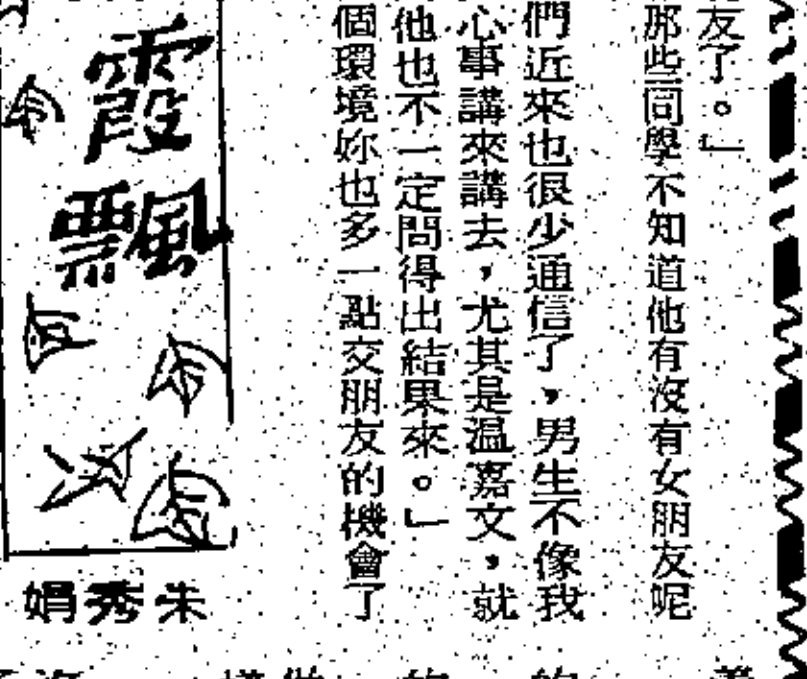 友了。」
那些同學不知道他有沒有女朋友呢
們近來也很少通信了，男生不像我
心事講來講去，尤其是溫嘉文，就
他也不一定問得出結果來。」
個環境妳也多一點交朋友的機會了
霞飄
朱秀娟